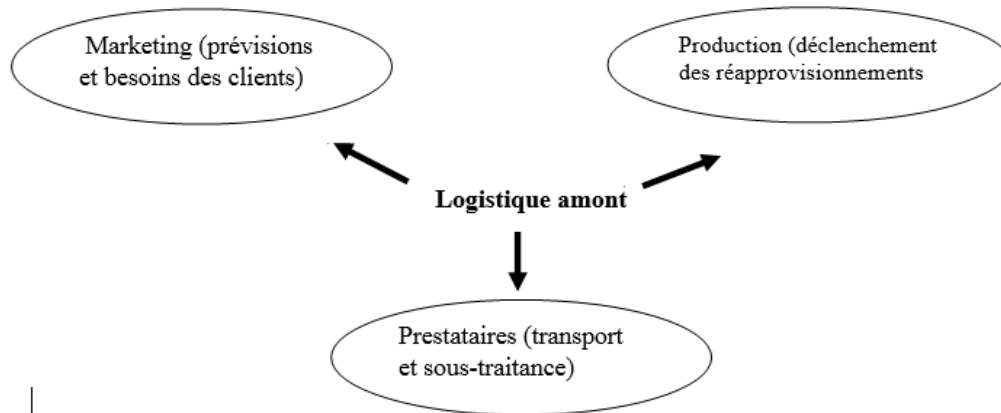 Marketing (prévisions
et besoins des clients)
Production (déclenchement
des réapprovisionnements
Logistique amont
Prestataires (transport
et sous-traitance)